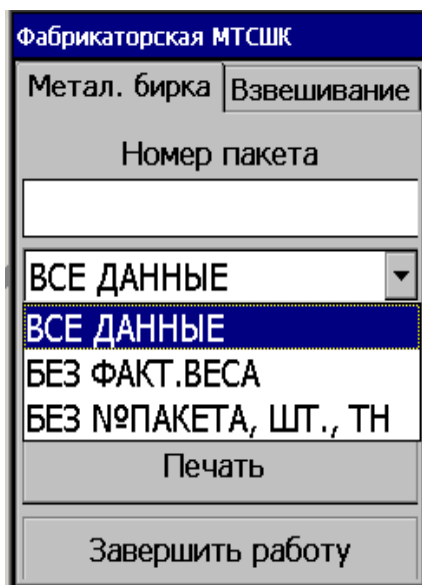 Фабрикаторская МТСШК
Метал. бирка Взвешивание
Номер пакета
ВСЕ ДАННЫЕ
ВСЕ ДАННЫЕ
БЕЗ ФАКТ.ВЕСА
БЕЗ №ПАКЕТА, ШТ., ТН
Печать
Завершить работу